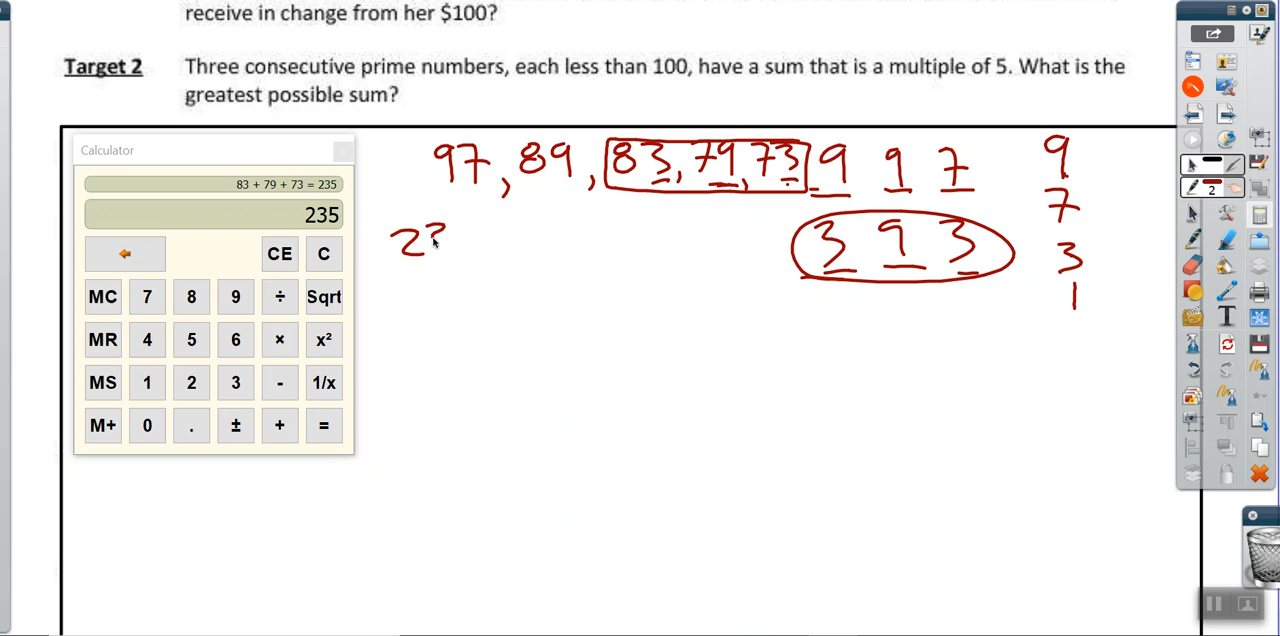 receive in change from her $100?
Target 2 Three consecutive prime numbers, each less than 100, have a sum that is a multiple of 5. What is the
greatest possible sum?
Calculator
83 + 79 + 73 = 235
235
CE C
MC 7 8 9 ÷ Sqrt
MR 4 5 6 × x²
MS 1 2 3 - 1/x
M+ 0 . ± + =
97, 89, 83, 79, 73 9 9 7
3 9 3
9
7
3
1
23
2
T